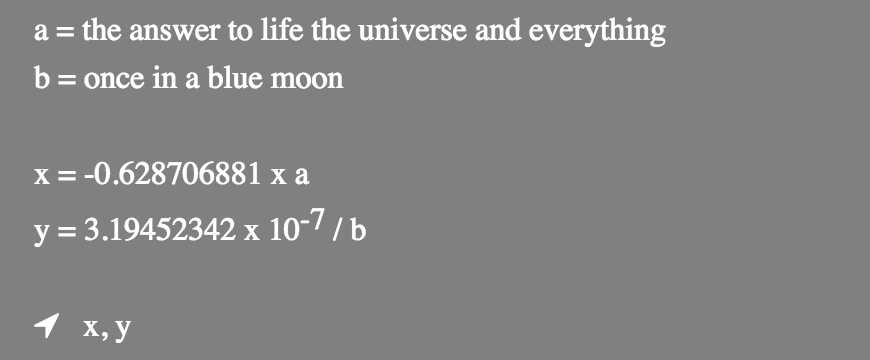 a = the answer to life the universe and everything
b = once in a blue moon
x = -0.628706881 x a
y = 3.19452342 x 10⁻⁷ / b
x, y